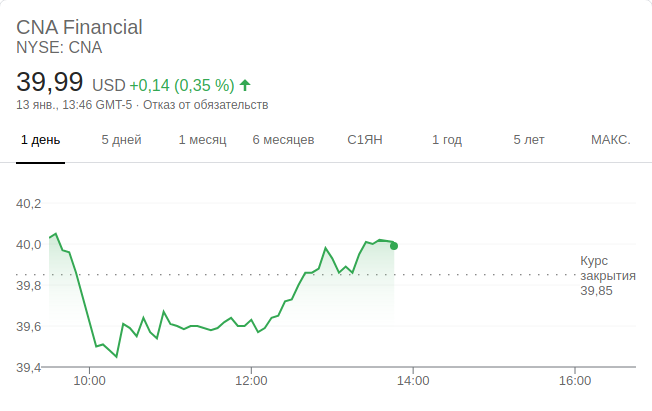 CNA Financial
NYSE: CNA
39,99 USD +0,14 (0,35 %)
13 янв., 13:46 GMT-5 · Отказ от обязательств
1 день 5 дней 1 месяц 6 месяцев С1ЯН 1 год 5 лет МАКС.
40,2
40,0
Курс
закрытия
39,85
39,8
39,6
39,4
10:00 12:00 14:00 16:00